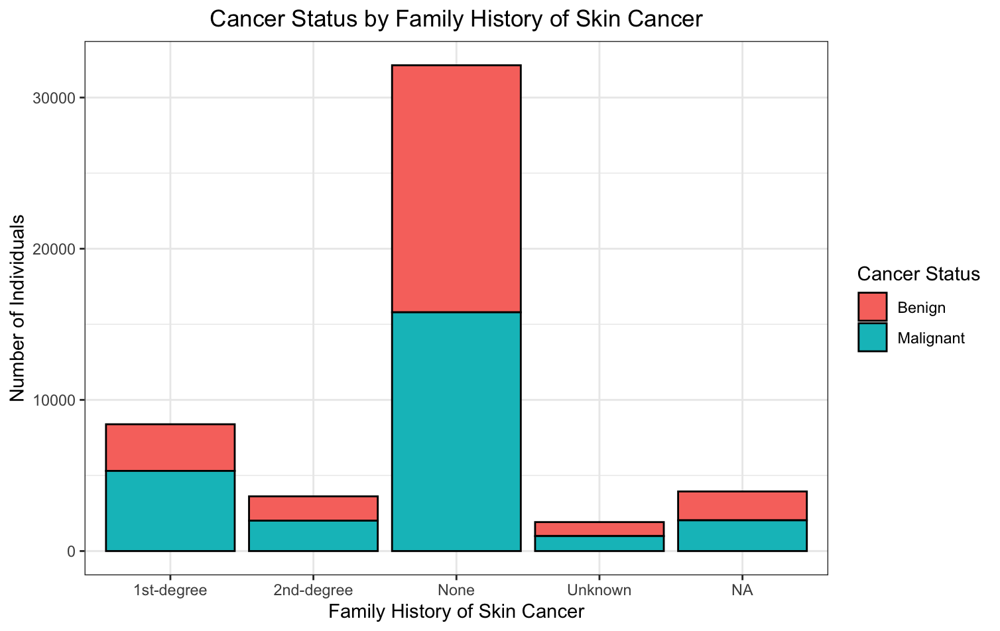 Cancer Status by Family History of Skin Cancer
Number of Individuals
30000
20000
10000
0
1st-degree
2nd-degree
None
Unknown
NA
Family History of Skin Cancer
Cancer Status
Benign
Malignant